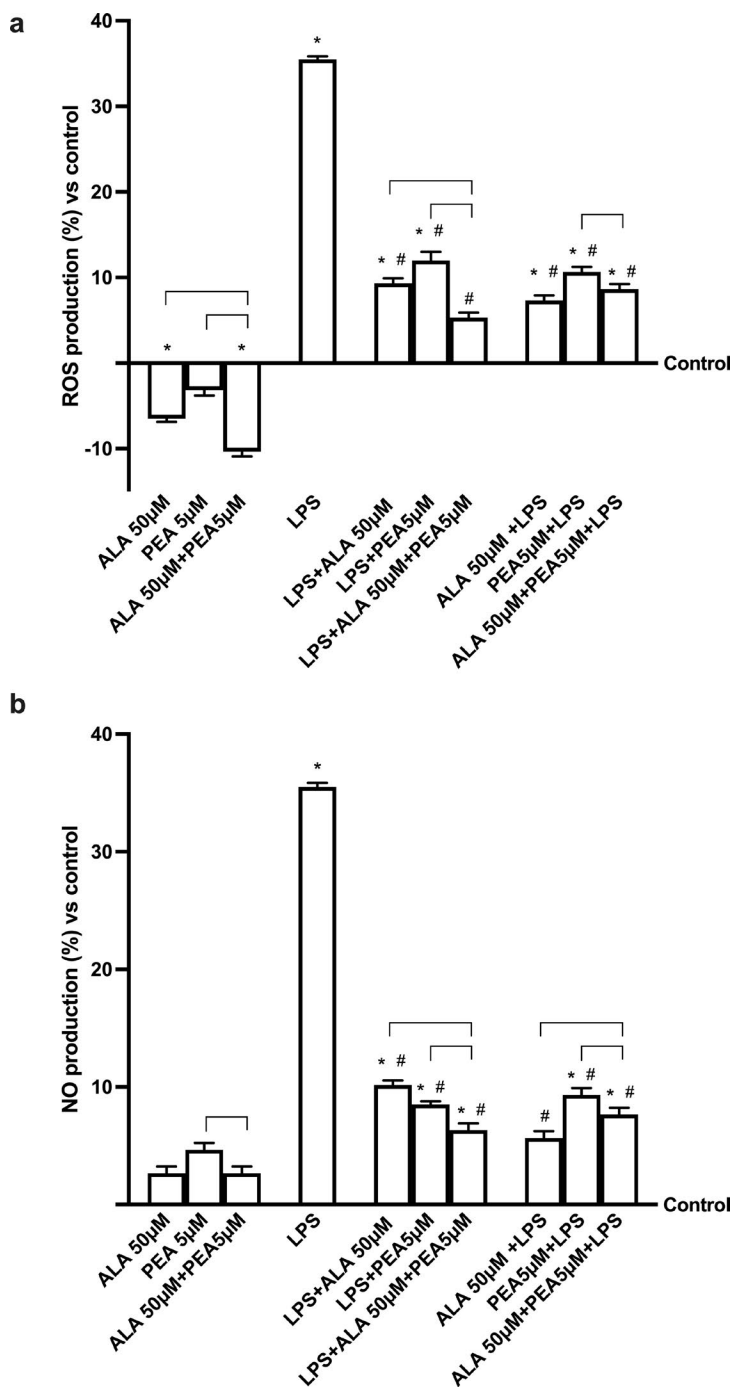 a
ROS production (%) vs control
40
30
20
10
-10
*
*
*
* #
* #
#
* #
* #
* #
Control
ALA 50µM
PEA 5µM
ALA 50µM+PEA5µM
LPS
LPS+ALA 50µM
LPS+PEA5µM
LPS+ALA 50µM+PEA5µM
ALA 50µM +LPS
PEA5µM+LPS
ALA 50µM+PEA5µM+LPS
b
NO production (%) vs control
40
30
20
10
*
* #
* #
* #
#
* #
* #
Control
ALA 50µM
PEA 5µM
ALA 50µM+PEA5µM
LPS
LPS+ALA 50µM
LPS+PEA5µM
LPS+ALA 50µM+PEA5µM
ALA 50µM +LPS
PEA5µM+LPS
ALA 50µM+PEA5µM+LPS